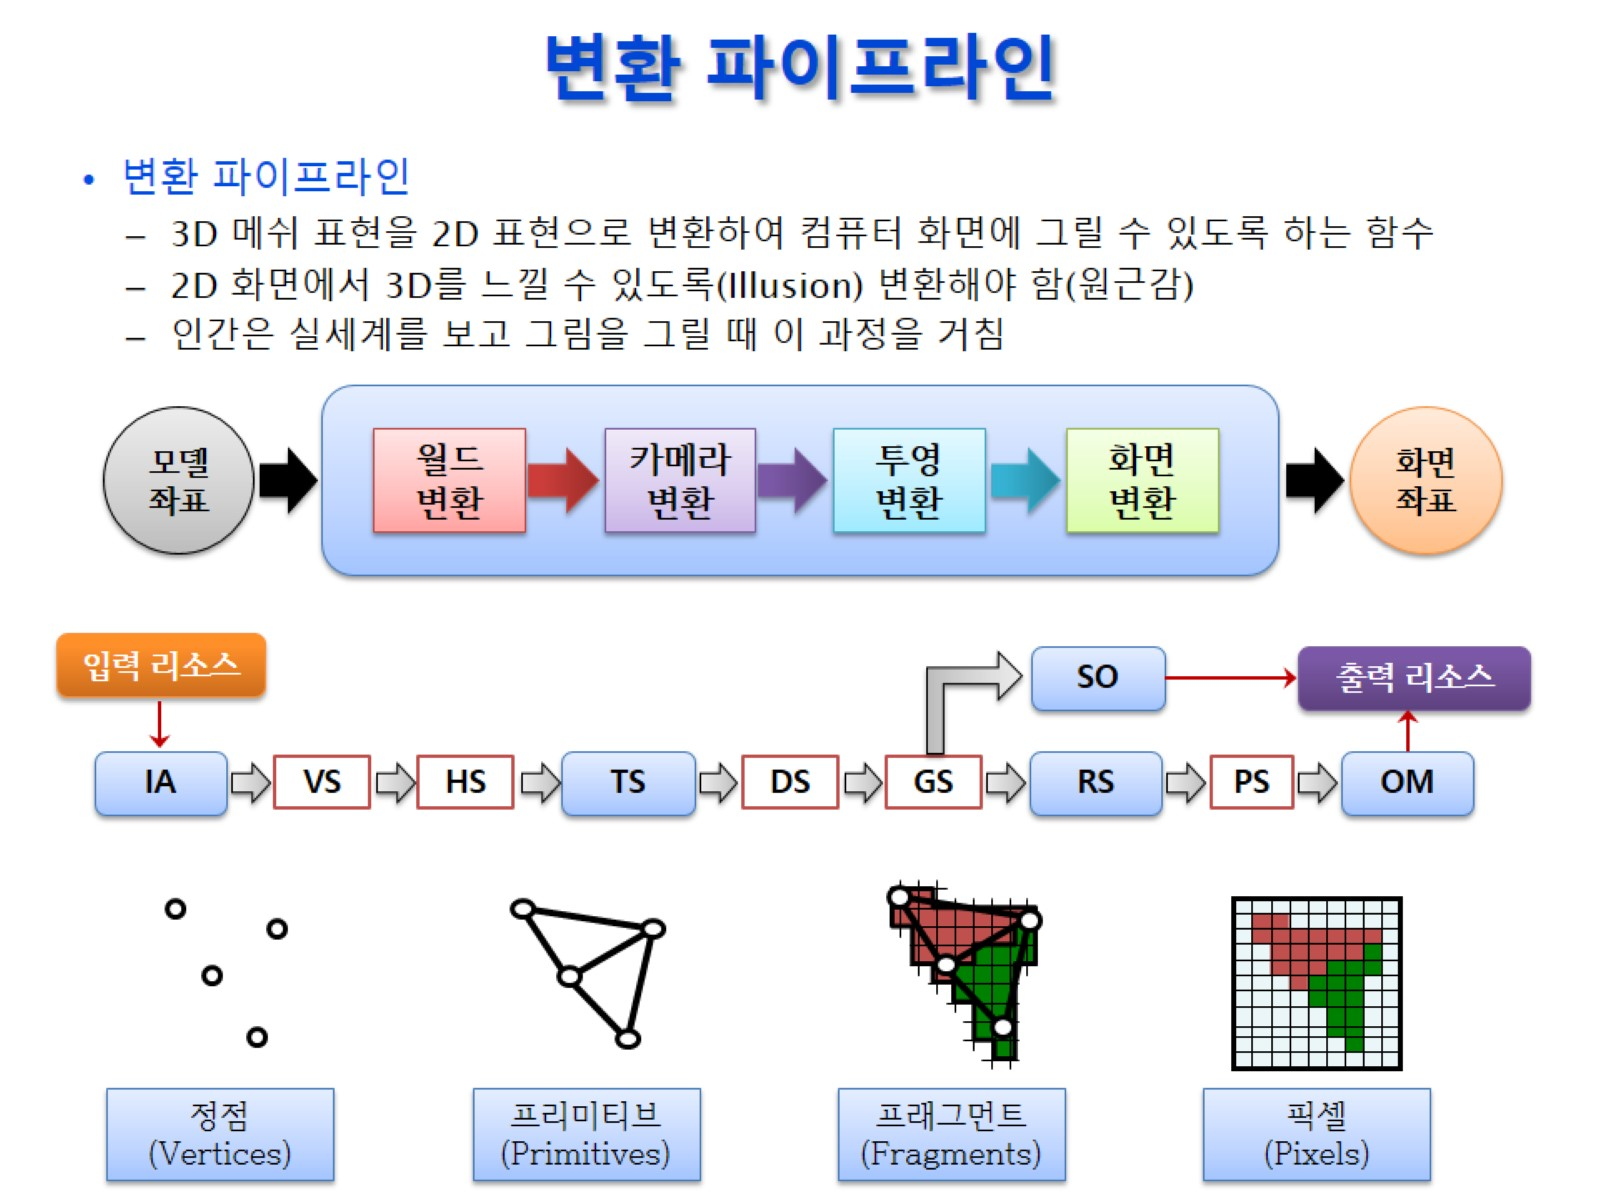 변환 파이프라인
• 변환 파이프라인
– 3D 메쉬 표현을 2D 표현으로 변환하여 컴퓨터 화면에 그릴 수 있도록 하는 함수
– 2D 화면에서 3D를 느낄 수 있도록(Illusion) 변환해야 함(원근감)
– 인간은 실세계를 보고 그림을 그릴 때 이 과정을 거침
모델
좌표
월드
변환
카메라
변환
투영
변환
화면
변환
화면
좌표
입력 리소스
SO
출력 리소스
IA
VS
HS
TS
DS
GS
RS
PS
OM
정점
(Vertices)
프리미티브
(Primitives)
프래그먼트
(Fragments)
픽셀
(Pixels)